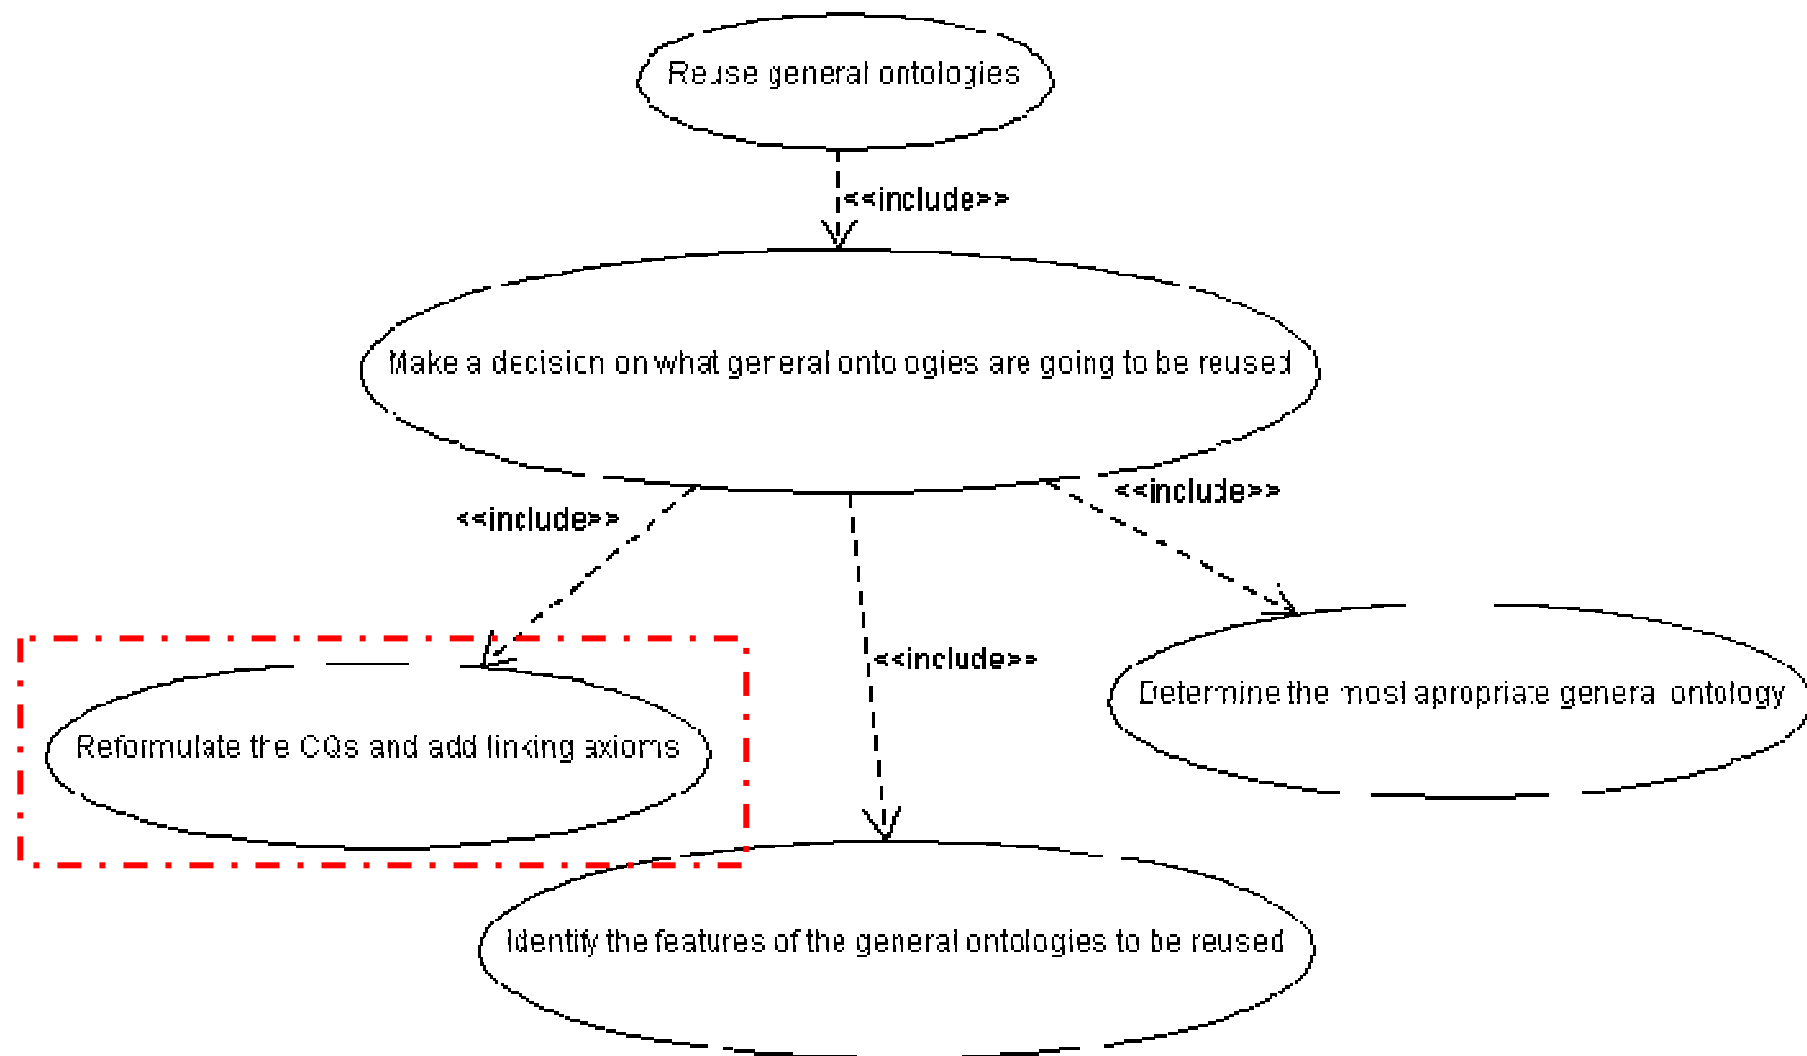 Reuse general ontologies
<<include>>
Make a decision on what general ontologies are going to be reused
<<include>>
<<include>>
<<include>>
Determine the most apropriate general ontology
Reformulate the CQs and add linking axioms
Identify the features of the general ontologies to be reused